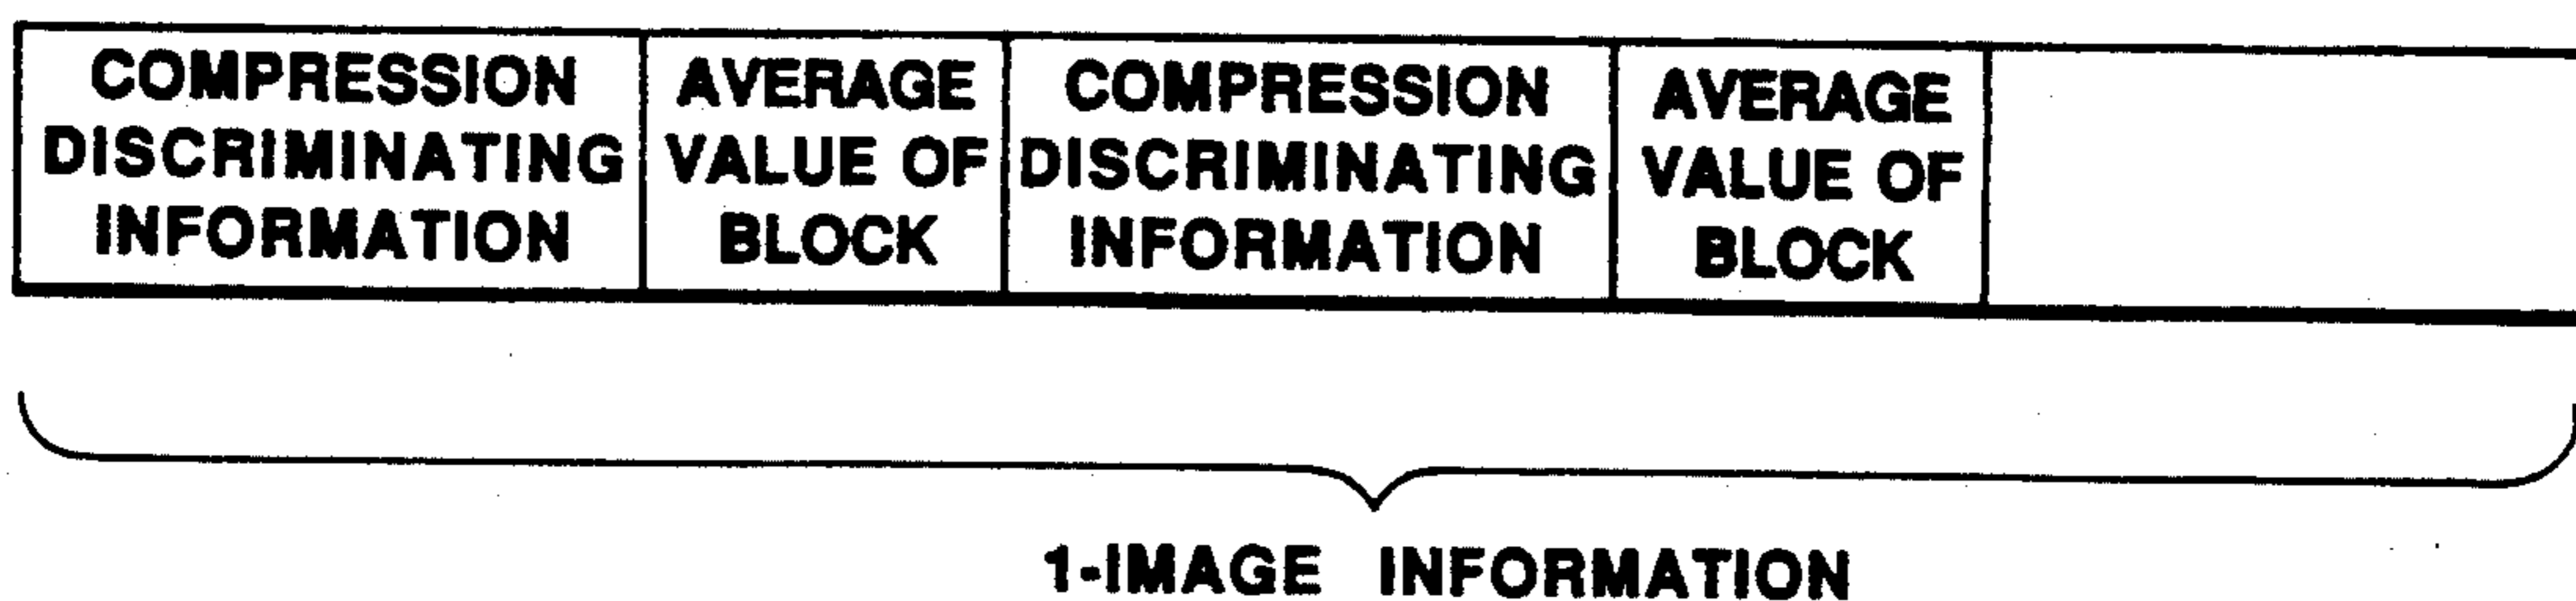 COMPRESSION
DISCRIMINATING
INFORMATION
AVERAGE
VALUE OF
BLOCK
COMPRESSION
DISCRIMINATING
INFORMATION
AVERAGE
VALUE OF
BLOCK
1-IMAGE INFORMATION